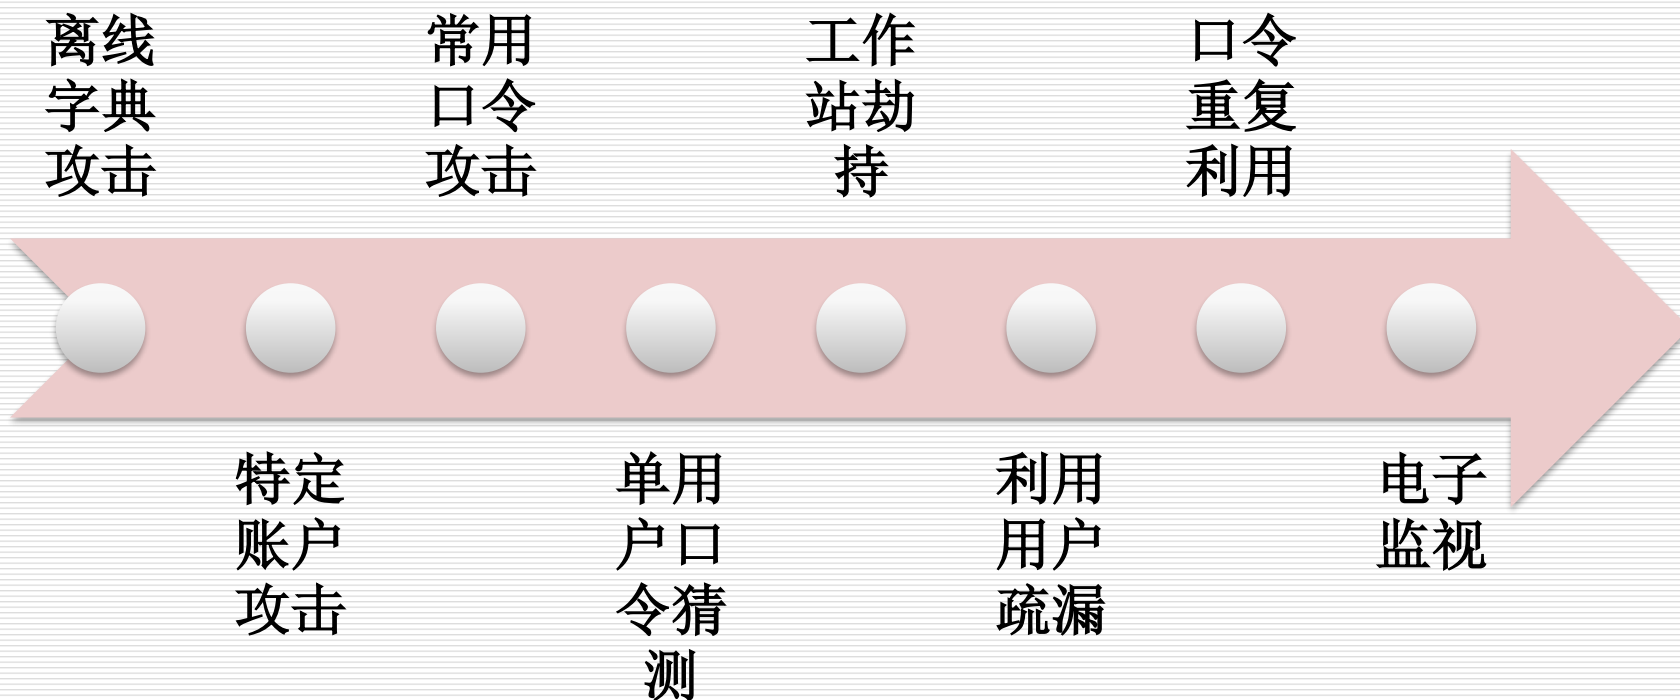 离线
字典
攻击
常用
口令
攻击
工作
站劫
持
口令
重复
利用
特定
账户
攻击
单用
户口
令猜
测
利用
用户
疏漏
电子
监视